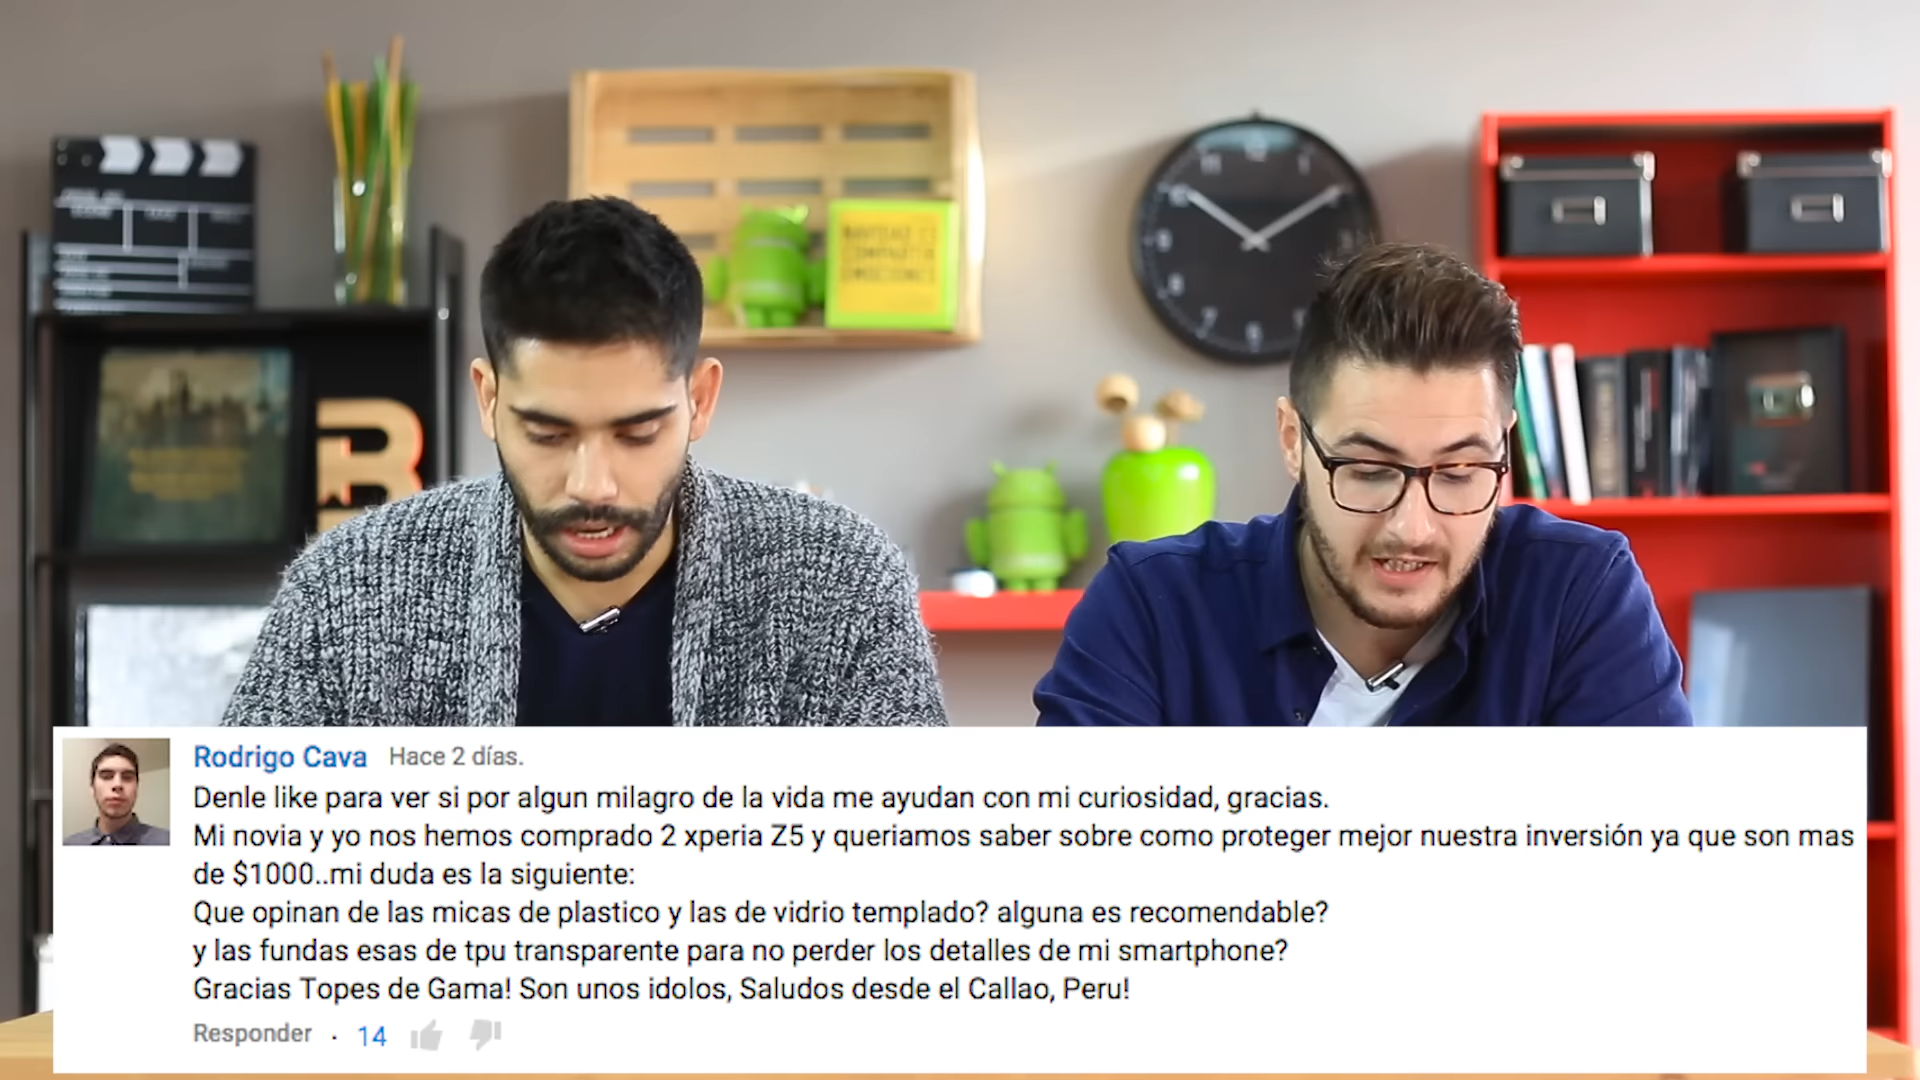 NAVIDAD ES
COMPARTIR
EMOCIONES
B
Rodrigo Cava Hace 2 días.
Denle like para ver si por algun milagro de la vida me ayudan con mi curiosidad, gracias.
Mi novia y yo nos hemos comprado 2 xperia Z5 y queriamos saber sobre como proteger mejor nuestra inversión ya que son mas
de $1000..mi duda es la siguiente:
Que opinan de las micas de plastico y las de vidrio templado? alguna es recomendable?
y las fundas esas de tpu transparente para no perder los detalles de mi smartphone?
Gracias Topes de Gama! Son unos idolos, Saludos desde el Callao, Peru!
Responder . 14